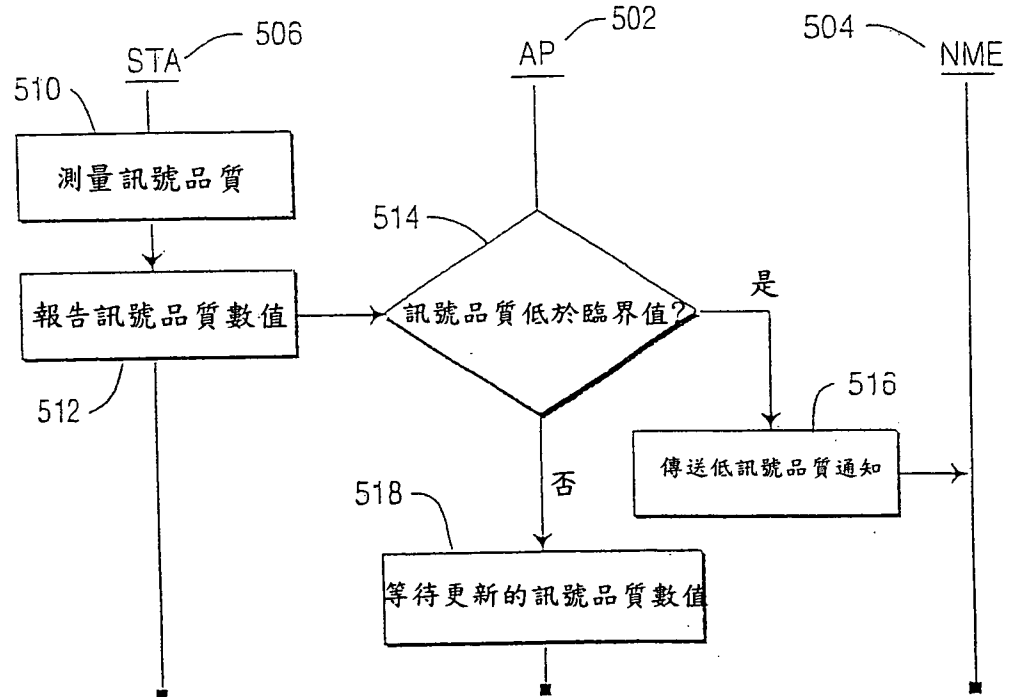 506
STA
502
AP
504
NME
510
測量訊號品質
514
報告訊號品質數值
訊號品質低於臨界值?
是
512
516
傳送低訊號品質通知
否
518
等待更新的訊號品質數值